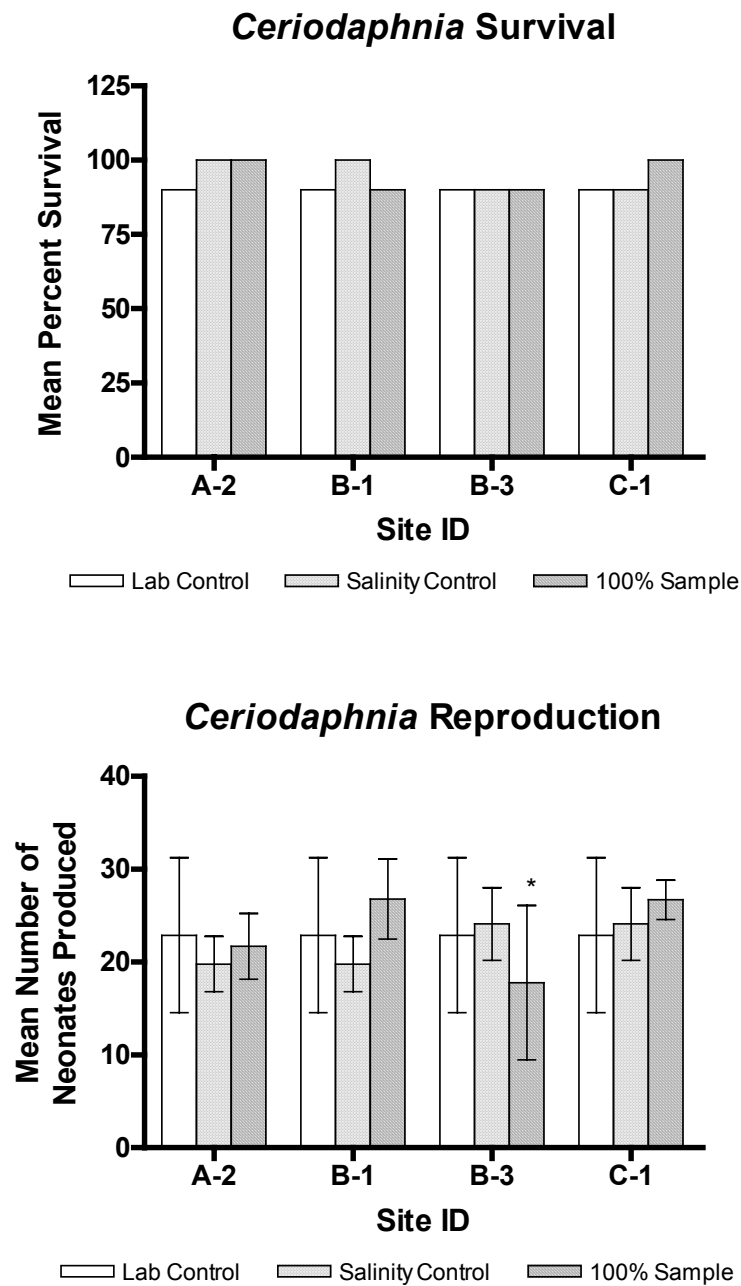 Ceriodaphnia Survival
125
100
75
50
25
0
Mean Percent Survival
A-2 B-1 B-3 C-1
Site ID
Lab Control Salinity Control 100% Sample
Ceriodaphnia Reproduction
40
30
20
10
0
Mean Number of
Neonates Produced
*
A-2 B-1 B-3 C-1
Site ID
Lab Control Salinity Control 100% Sample